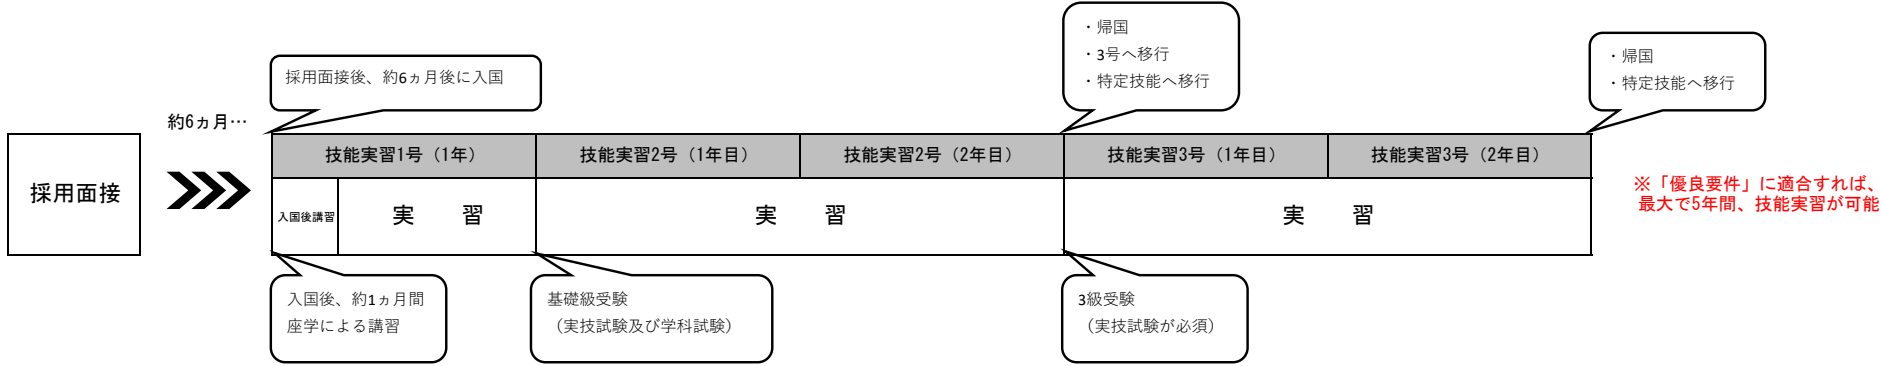 ・帰国
・3号へ移行
・特定技能へ移行
・帰国
・特定技能へ移行
採用面接後、約6ヵ月後に入国
約6ヵ月…
採用面接
技能実習1号（1年）
技能実習2号（1年目）
技能実習2号（2年目）
技能実習3号（1年目）
技能実習3号（2年目）
入国後講習
実　習
実　習
実　習
※「優良要件」に適合すれば、
最大で5年間、技能実習が可能
入国後、約1ヵ月間
座学による講習
基礎級受験
（実技試験及び学科試験）
3級受験
（実技試験が必須）